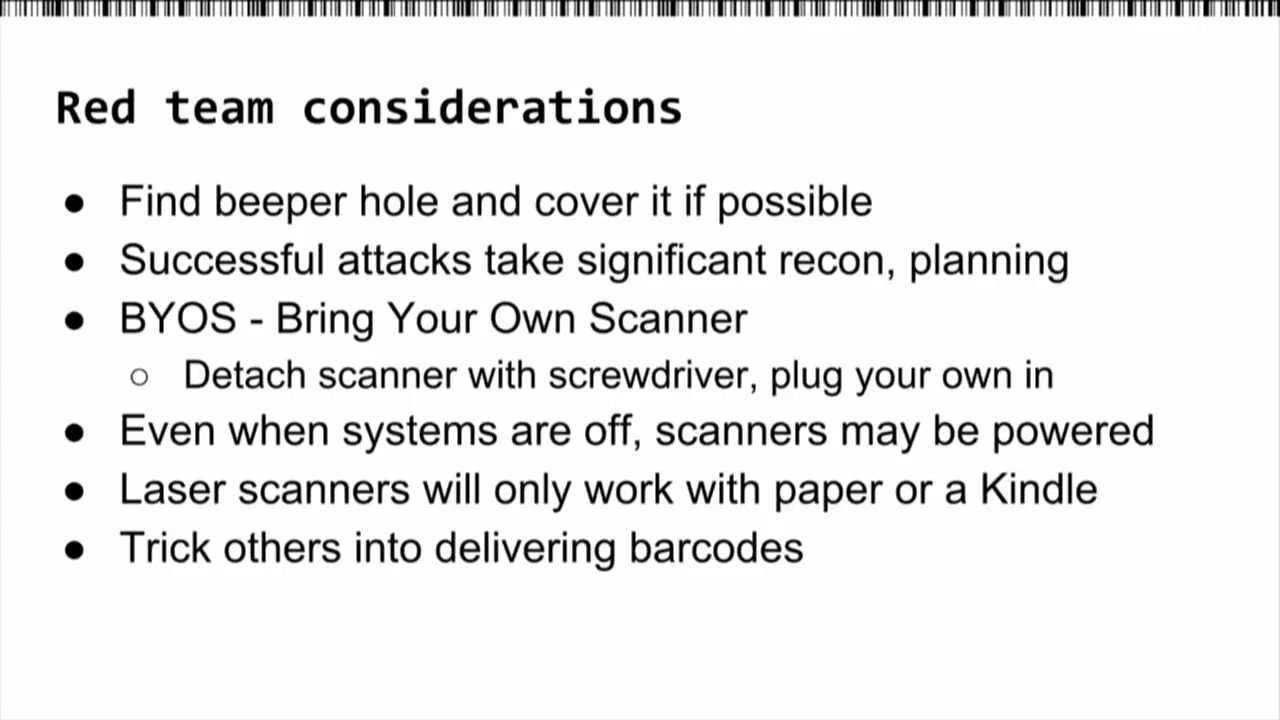 Red team considerations
● Find beeper hole and cover it if possible
● Successful attacks take significant recon, planning
● BYOS - Bring Your Own Scanner
○ Detach scanner with screwdriver, plug your own in
● Even when systems are off, scanners may be powered
● Laser scanners will only work with paper or a Kindle
● Trick others into delivering barcodes